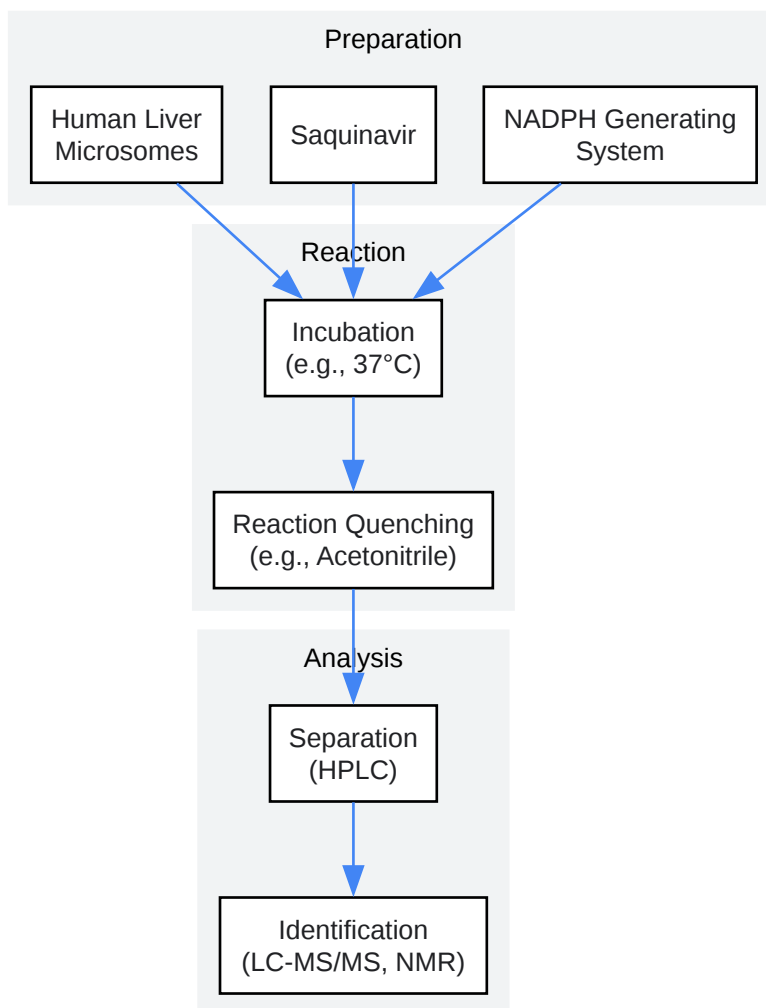 Preparation
Human Liver
Microsomes
Saquinavir
NADPH Generating
System
Reaction
Incubation
(e.g., 37°C)
Reaction Quenching
(e.g., Acetonitrile)
Analysis
Separation
(HPLC)
Identification
(LC-MS/MS, NMR)